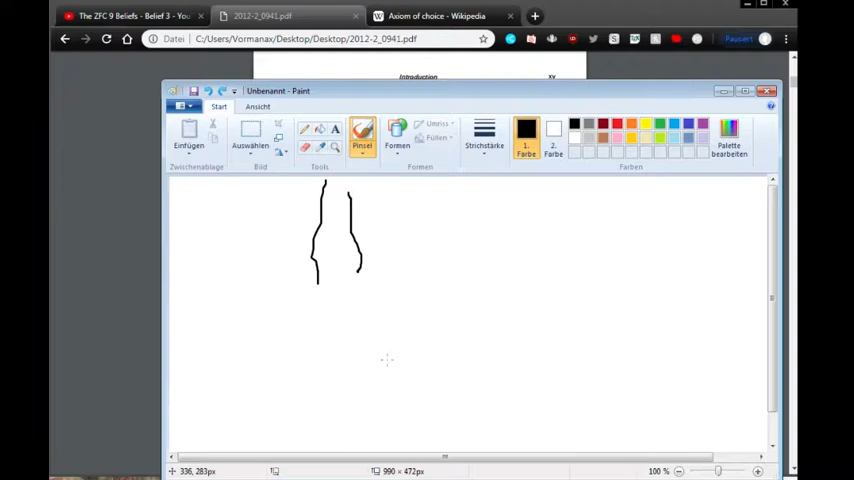 The ZFC 9 Beliefs - Belief 3 - You
2012-2_0941.pdf
W Axiom of choice - Wikipedia
Datei C:/Users/Vormanax/Desktop/Desktop/2012-2_0941.pdf
Pausiert
Introduction xv
Unbenannt - Paint
Start Ansicht
Einfügen
Auswählen
A
Pinsel
Formen
Umriss
Füllen
Strichstärke
1. Farbe
2. Farbe
Palette bearbeiten
Zwischenablage Bild Tools Formen Farben
336, 283px 990 × 472px 100 %